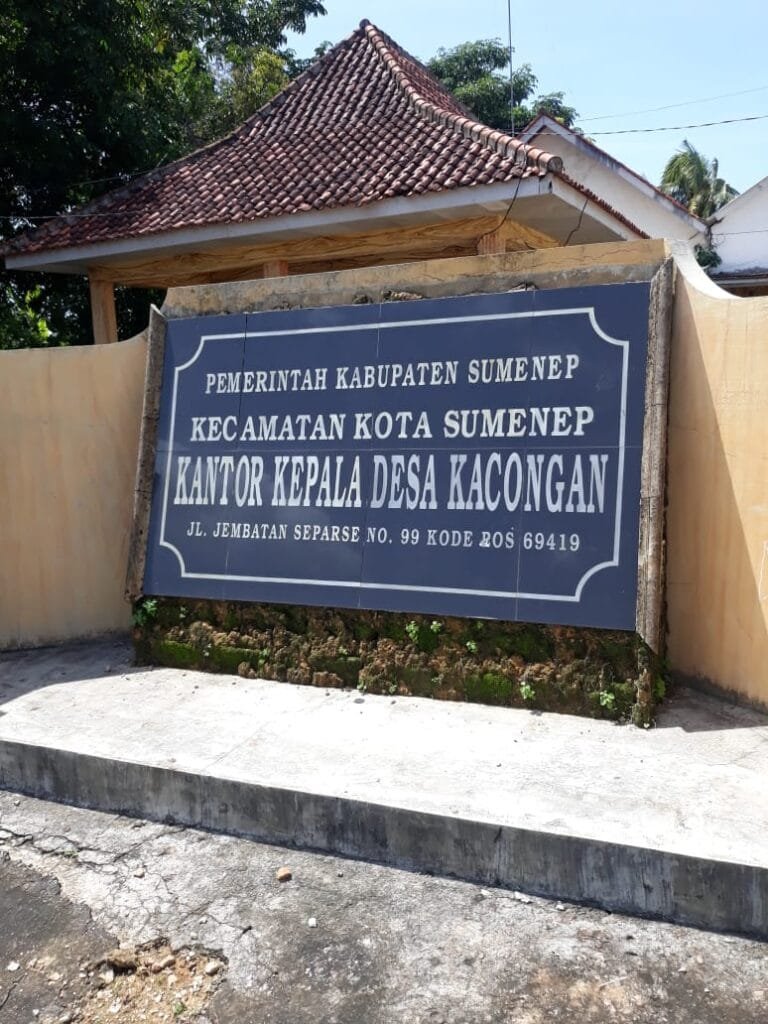 PEMERINTAH KABUPATEN SUMENEP
KECAMATAN KOTA SUMENEP
KANTOR KEPALA DESA KACONGAN
JL. JEMBATAN SEPARSE NO. 99 KODE POS 69419